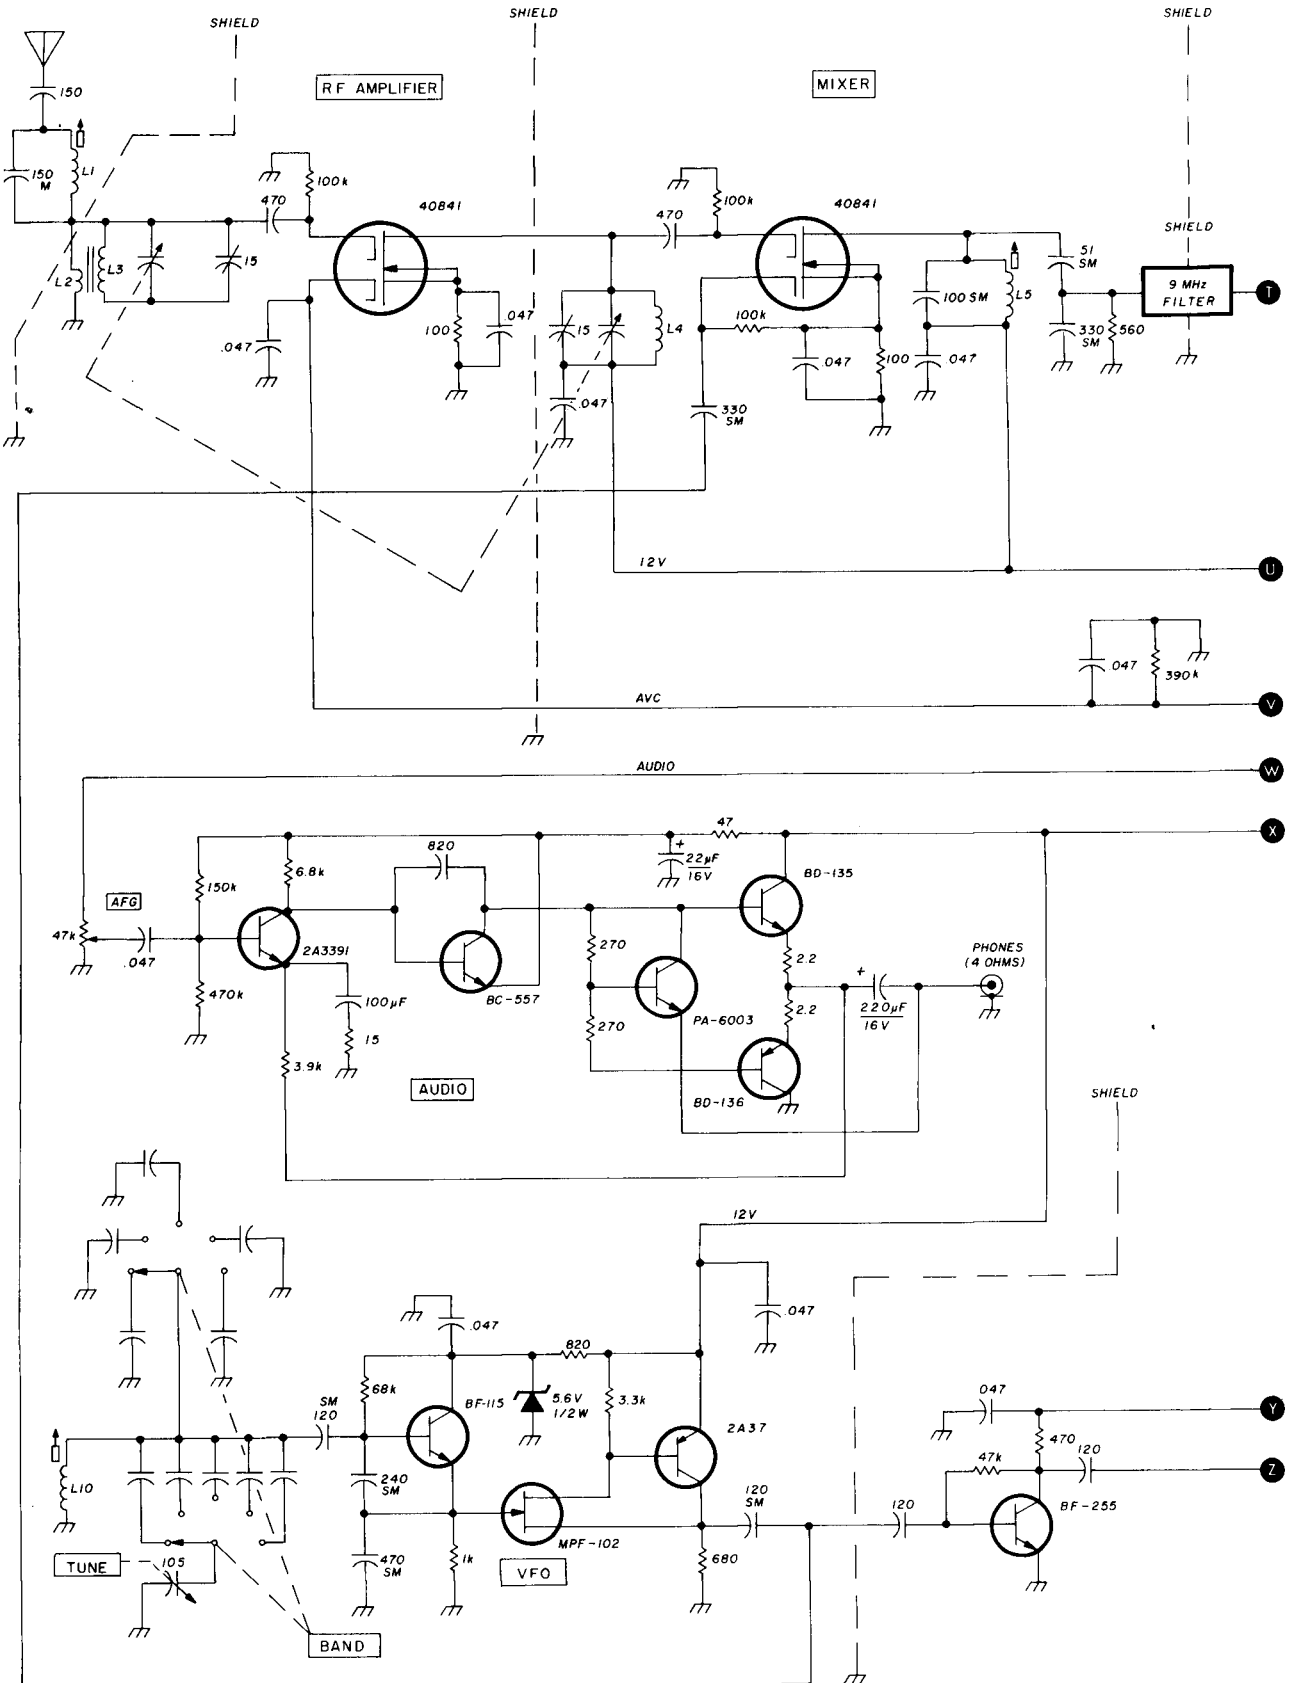 SHIELD
SHIELD
SHIELD
RF AMPLIFIER
MIXER
150
150
M
L1
100k
470
40841
L2
L3
15
.047
100
.047
470
100k
40841
15
L4
.047
100k
330
SM
.047
100
100 SM
L5
.047
51
SM
330
SM
560
SHIELD
9 MHz
FILTER
T
12V
U
.047
390k
AVC
V
AUDIO
W
X
47
22µF
16V
+
820
6.8k
150k
AFG
47k
.047
2A3391
470k
100µF
15
3.9k
BC-557
AUDIO
270
270
PA-6003
BD-135
2.2
2.2
BD-136
+
220µF
16V
PHONES
(4 OHMS)
SHIELD
12V
.047
.047
820
68k
BF-115
5.6V
1/2W
3.3k
2A37
SM
120
240
SM
470
SM
1k
MPF-102
VFO
680
120
SM
120
047
470
47k
120
BF-255
Y
Z
L10
TUNE
105
BAND